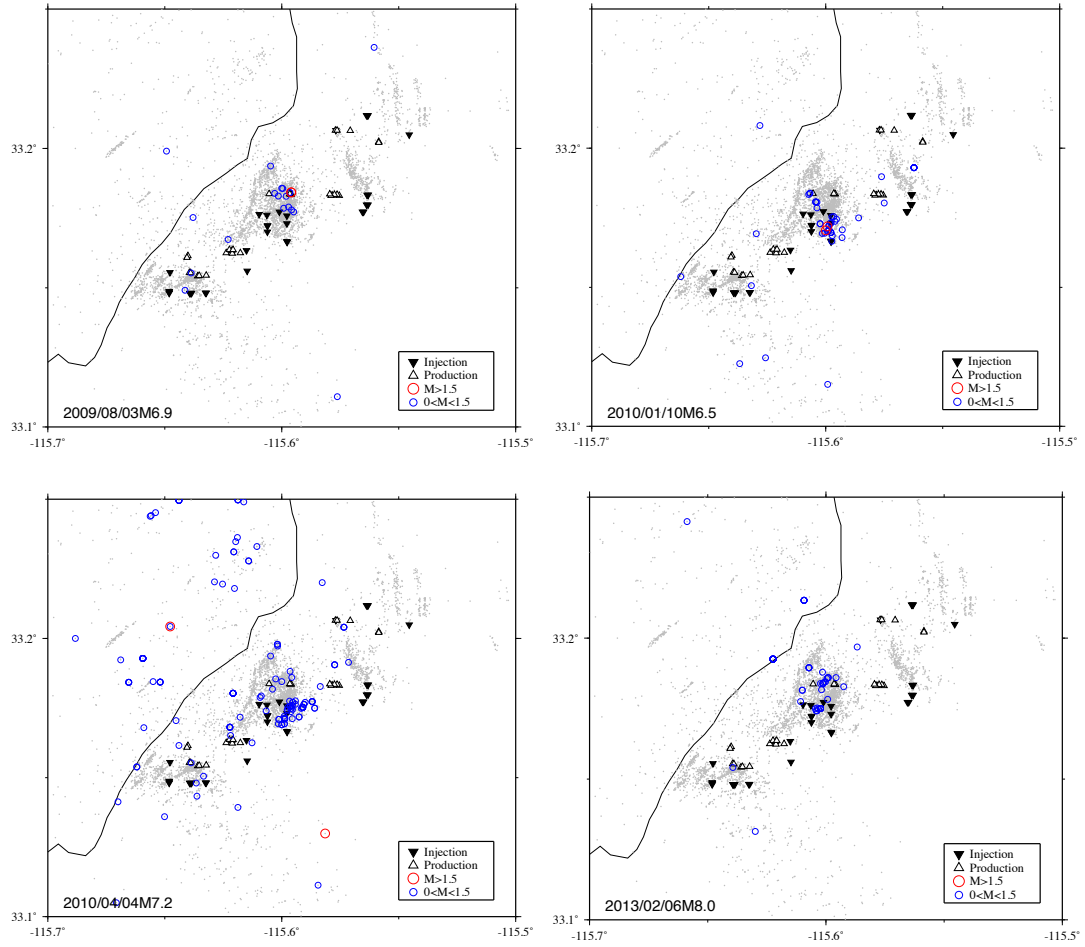 33.2°
33.1°
-115.7°
-115.6°
-115.5°
Injection
Production
M>1.5
0<M<1.5
2009/08/03M6.9
33.2°
33.1°
-115.7°
-115.6°
-115.5°
Injection
Production
M>1.5
0<M<1.5
2010/01/10M6.5
33.2°
33.1°
-115.7°
-115.6°
-115.5°
Injection
Production
M>1.5
0<M<1.5
2010/04/04M7.2
33.2°
33.1°
-115.7°
-115.6°
-115.5°
Injection
Production
M>1.5
0<M<1.5
2013/02/06M8.0